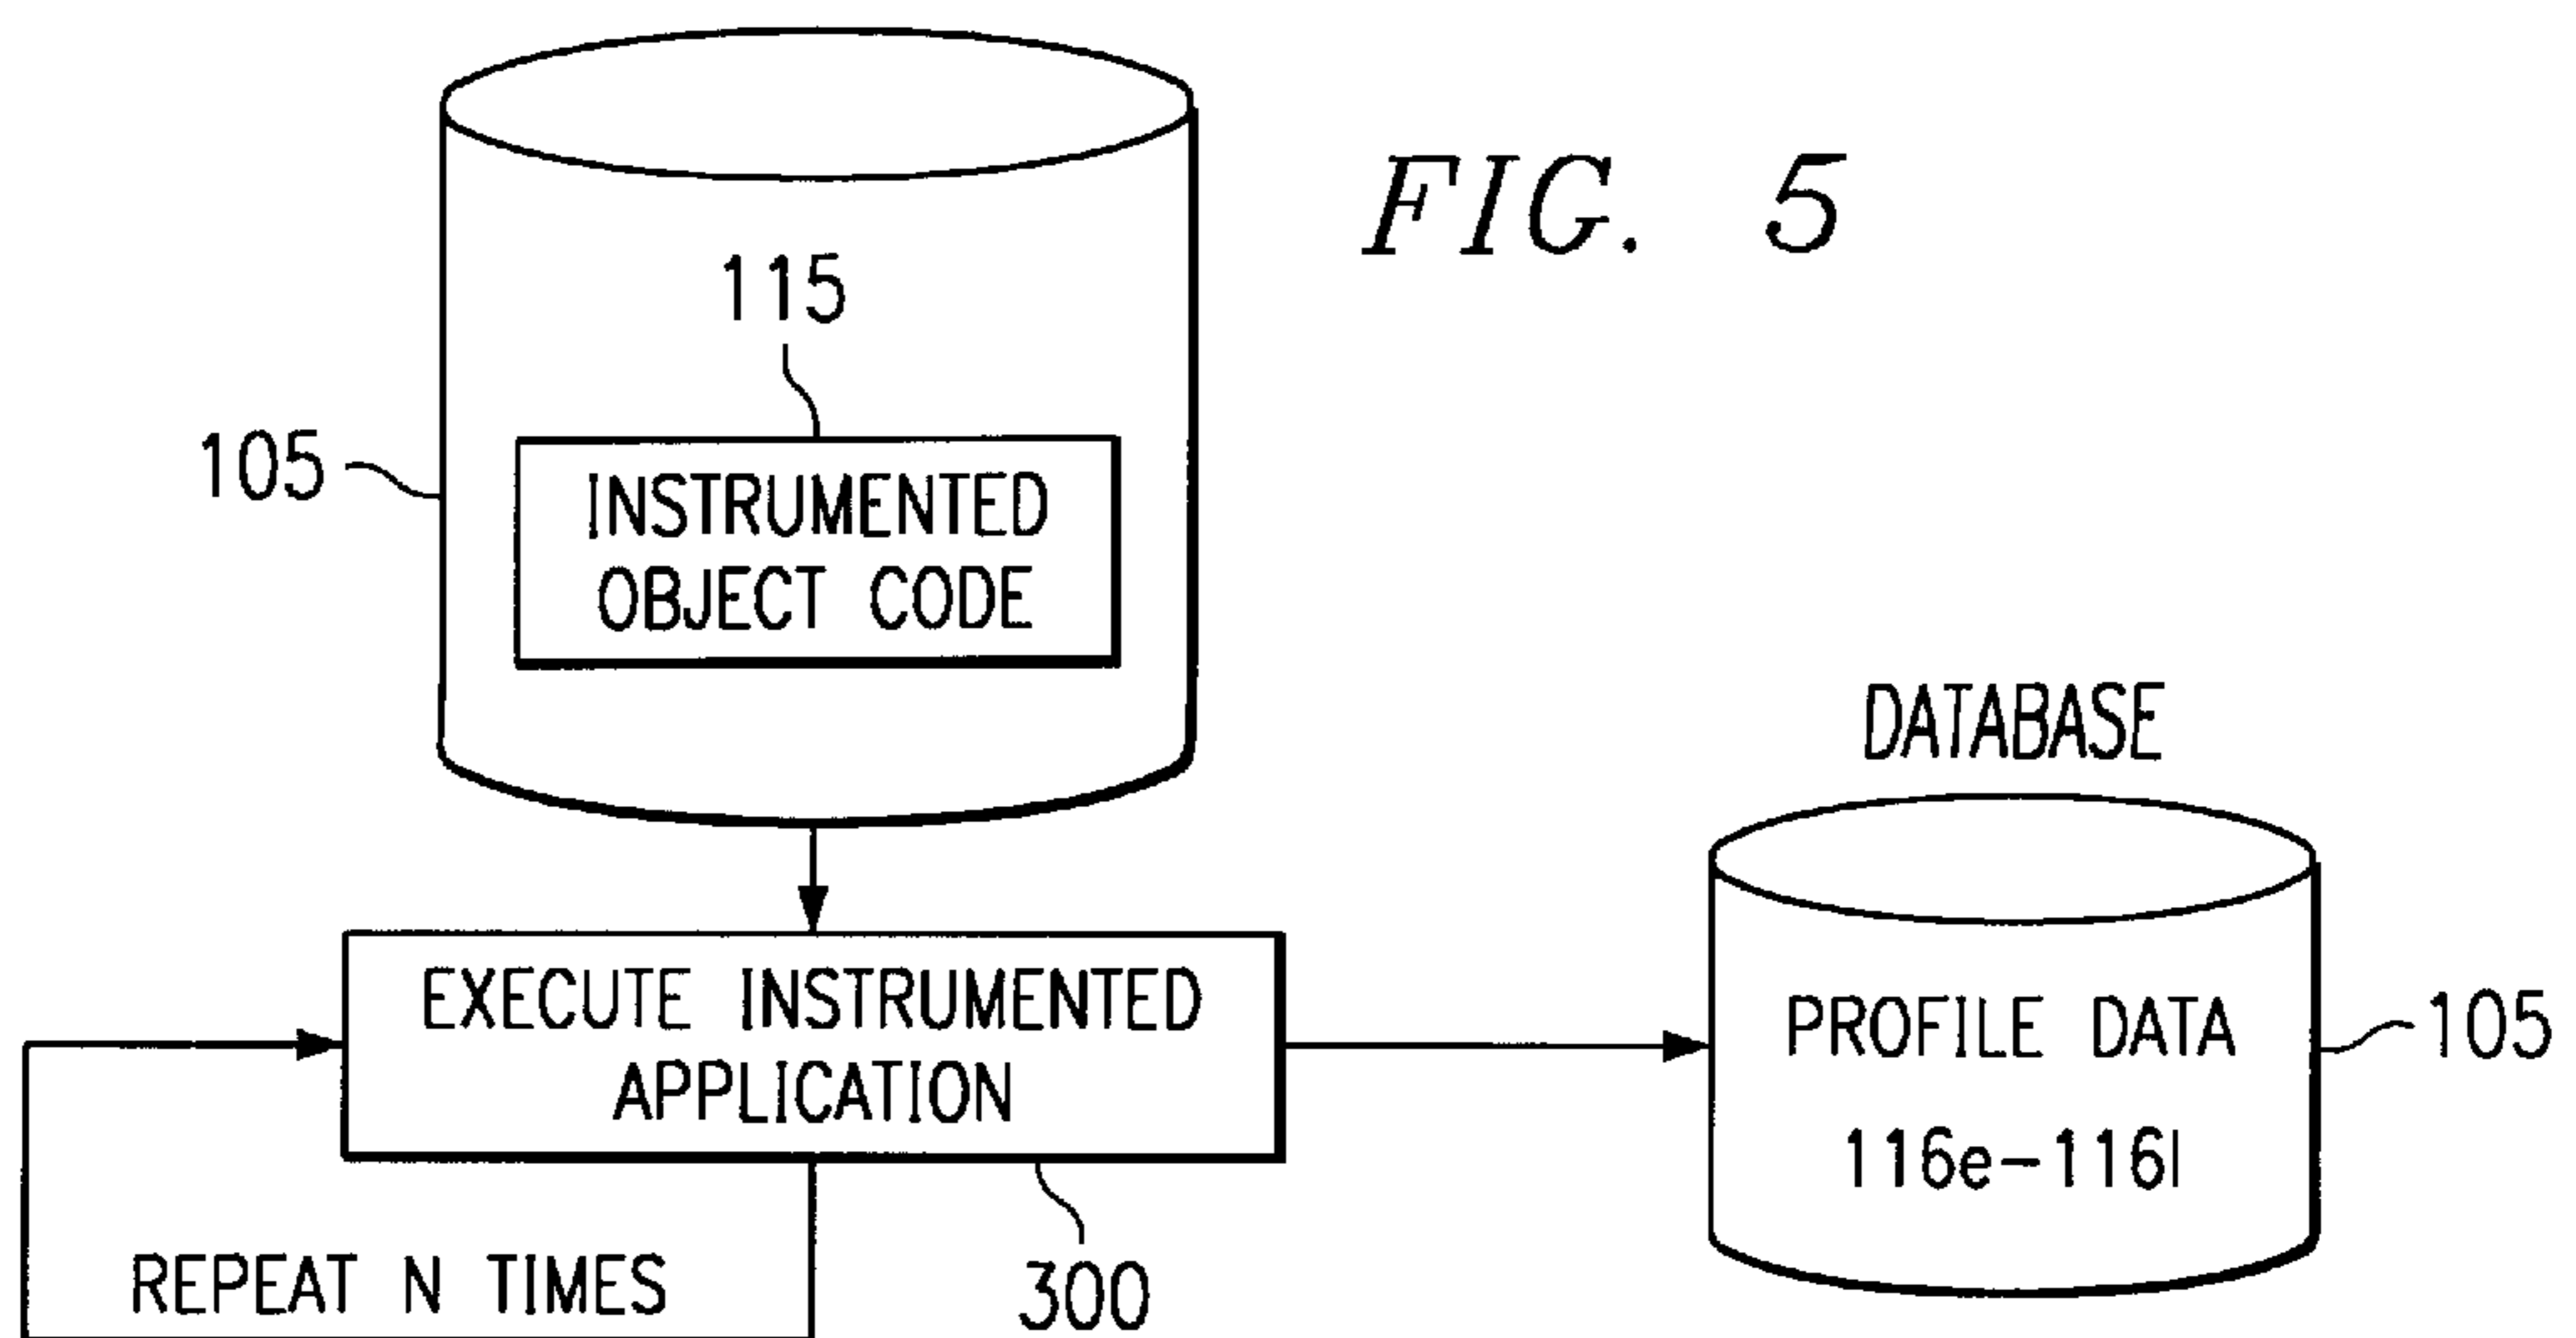 FIG. 5
115
105
INSTRUMENTED
OBJECT CODE
DATABASE
EXECUTE INSTRUMENTED
APPLICATION
PROFILE DATA
116e-116l
105
REPEAT N TIMES
300